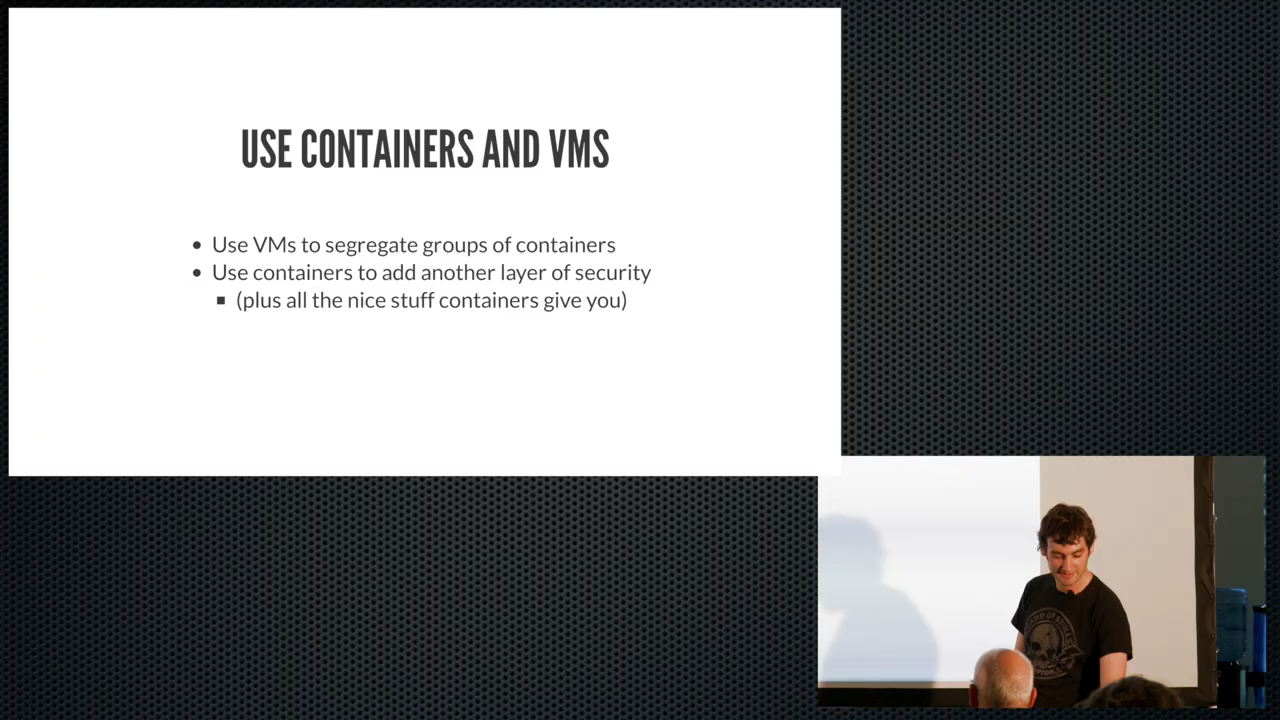 USE CONTAINERS AND VMS
Use VMs to segregate groups of containers
Use containers to add another layer of security
(plus all the nice stuff containers give you)